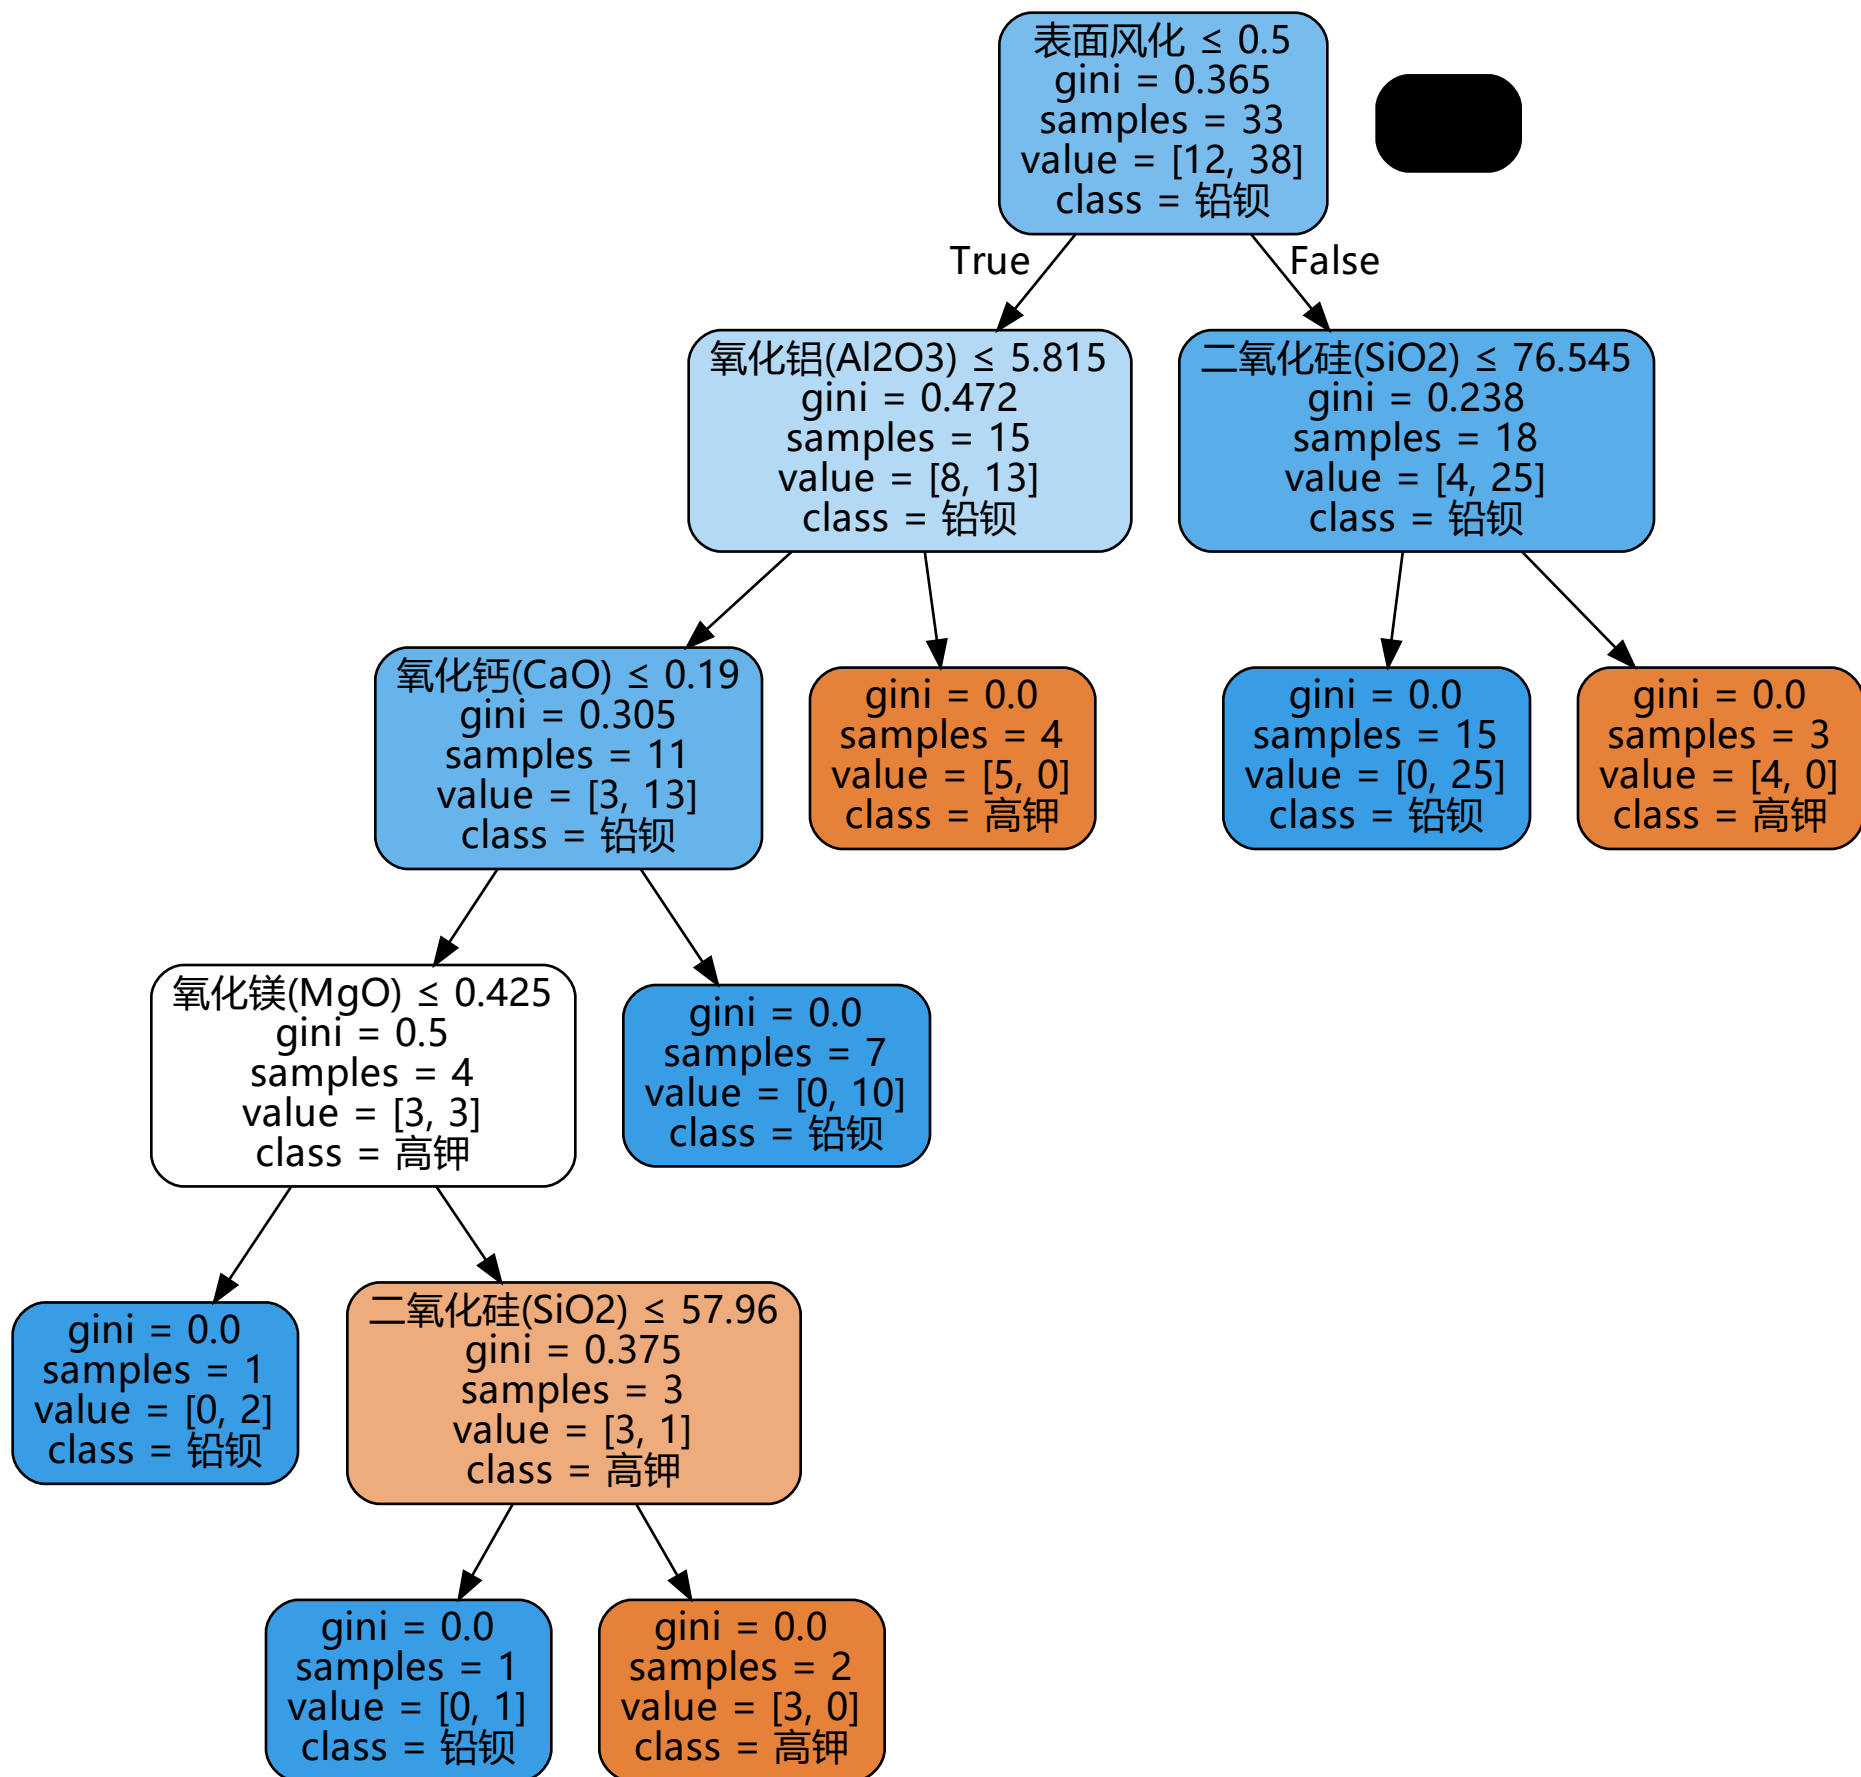 表面风化 ≤ 0.5
gini = 0.365
samples = 33
value = [12, 38]
class = 铅钡
True
False
氧化铝(Al2O3) ≤ 5.815
gini = 0.472
samples = 15
value = [8, 13]
class = 铅钡
二氧化硅(SiO2) ≤ 76.545
gini = 0.238
samples = 18
value = [4, 25]
class = 铅钡
氧化钙(CaO) ≤ 0.19
gini = 0.305
samples = 11
value = [3, 13]
class = 铅钡
gini = 0.0
samples = 4
value = [5, 0]
class = 高钾
gini = 0.0
samples = 15
value = [0, 25]
class = 铅钡
gini = 0.0
samples = 3
value = [4, 0]
class = 高钾
氧化镁(MgO) ≤ 0.425
gini = 0.5
samples = 4
value = [3, 3]
class = 高钾
gini = 0.0
samples = 7
value = [0, 10]
class = 铅钡
gini = 0.0
samples = 1
value = [0, 2]
class = 铅钡
二氧化硅(SiO2) ≤ 57.96
gini = 0.375
samples = 3
value = [3, 1]
class = 高钾
gini = 0.0
samples = 1
value = [0, 1]
class = 铅钡
gini = 0.0
samples = 2
value = [3, 0]
class = 高钾